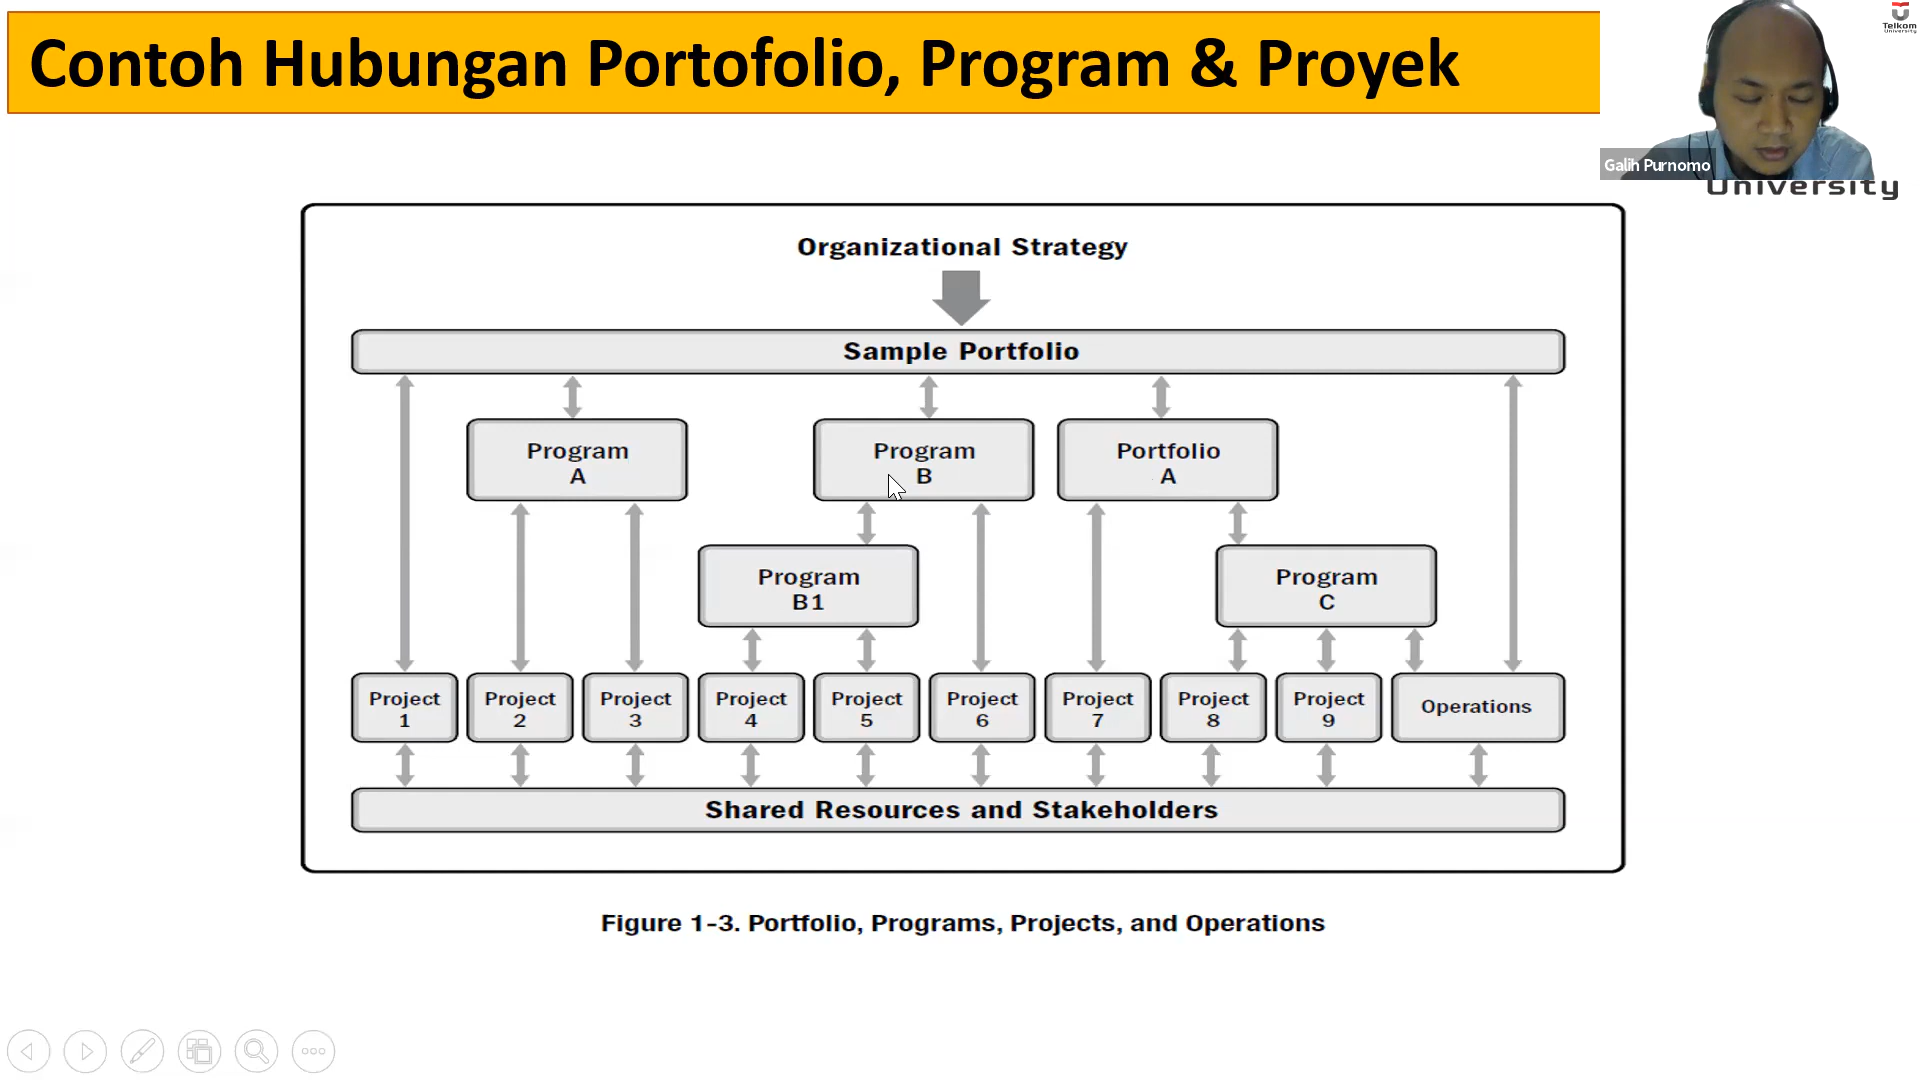 Contoh Hubungan Portofolio, Program & Proyek
Telkom
University
Galih Purnomo
University
Organizational Strategy
Sample Portfolio
Program
A
Program
B
Portfolio
A
Program
B1
Program
C
Project
1
Project
2
Project
3
Project
4
Project
5
Project
6
Project
7
Project
8
Project
9
Operations
Shared Resources and Stakeholders
Figure 1-3. Portfolio, Programs, Projects, and Operations